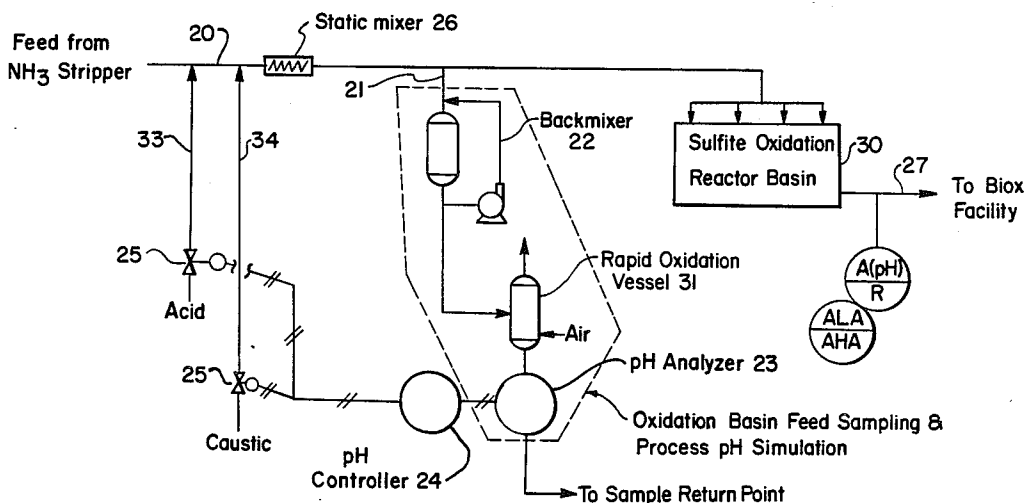 Static mixer 26
20
Feed from
NH3 Stripper
21
33
34
Backmixer
22
Sulfite Oxidation
Reactor Basin
30
27
To Biox
Facility
25
Acid
Rapid Oxidation
Vessel 31
Air
A(pH)
R
ALA
AHA
25
Caustic
pH Analyzer 23
pH
Controller 24
Oxidation Basin Feed Sampling &
Process pH Simulation
To Sample Return Point